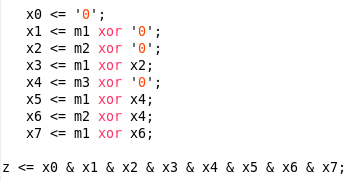 x0 <= '0';
x1 <= m1 xor '0';
x2 <= m2 xor '0';
x3 <= m1 xor x2;
x4 <= m3 xor '0';
x5 <= m1 xor x4;
x6 <= m2 xor x4;
x7 <= m1 xor x6;
z <= x0 & x1 & x2 & x3 & x4 & x5 & x6 & x7;